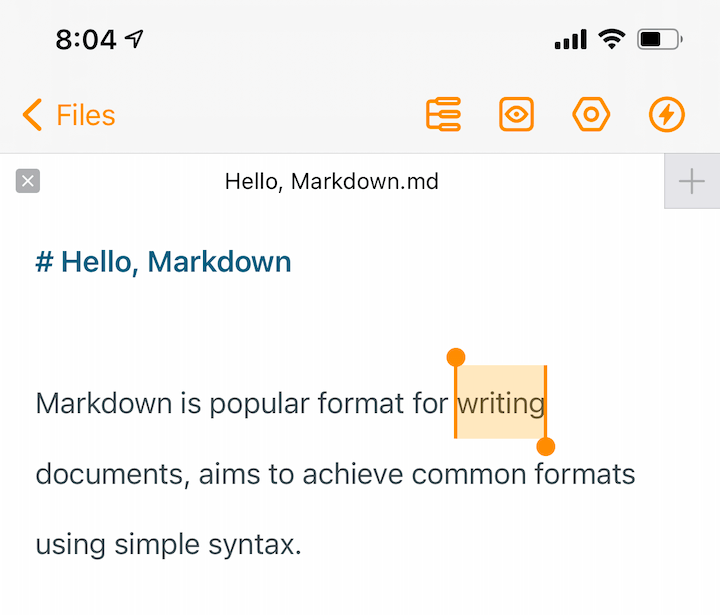 8:04
Files
Hello, Markdown.md
# Hello, Markdown
Markdown is popular format for writing
documents, aims to achieve common formats
using simple syntax.